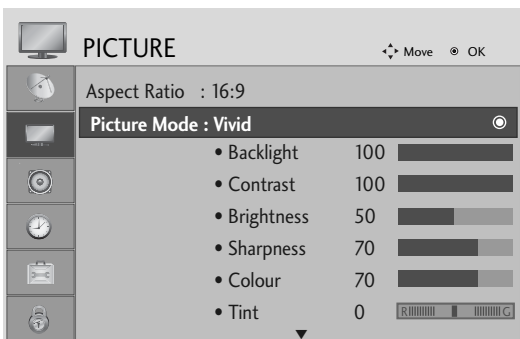 PICTURE Move OK
Aspect Ratio : 16:9
Picture Mode : Vivid
• Backlight 100
• Contrast 100
• Brightness 50
• Sharpness 70
• Colour 70
• Tint 0 R G